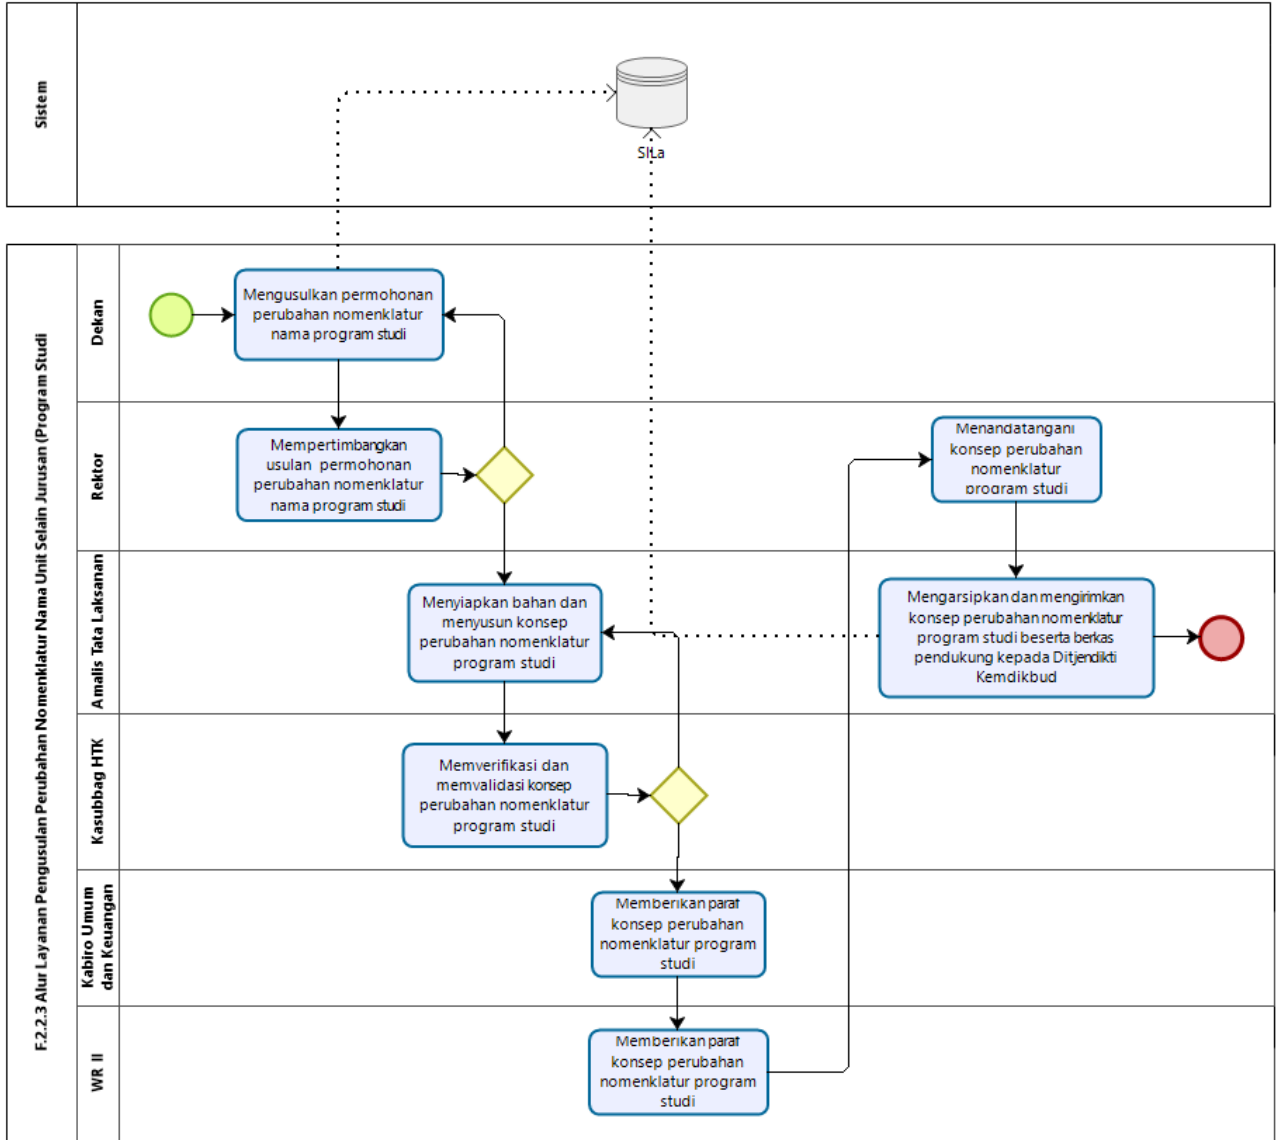 Sistem
SILa
F.2.2.3 Alur Layanan Pengusulan Perubahan Nomenklatur Nama Unit Selain Jurusan (Program Studi
Dekan
Mengusulkan permohonan
perubahan nomenklatur
nama program studi
Rektor
Mempertimbangkan
usulan permohonan
perubahan nomenklatur
nama program studi
Menandatangani
konsep perubahan
nomenklatur
program studi
Amalis Tata Laksanan
Menyiapkan bahan dan
menyusun konsep
perubahan nomenklatur
program studi
Mengarsipkan dan mengirimkan
konsep perubahan nomenklatur
program studi beserta berkas
pendukung kepada Ditjendikti
Kemdikbud
Kasubbag HTK
Memverifikasi dan
memvalidasi konsep
perubahan nomenklatur
program studi
Kabiro Umum
dan Keuangan
Memberikan paraf
konsep perubahan
nomenklatur program
studi
WR II
Memberikan paraf
konsep perubahan
nomenklatur program
studi